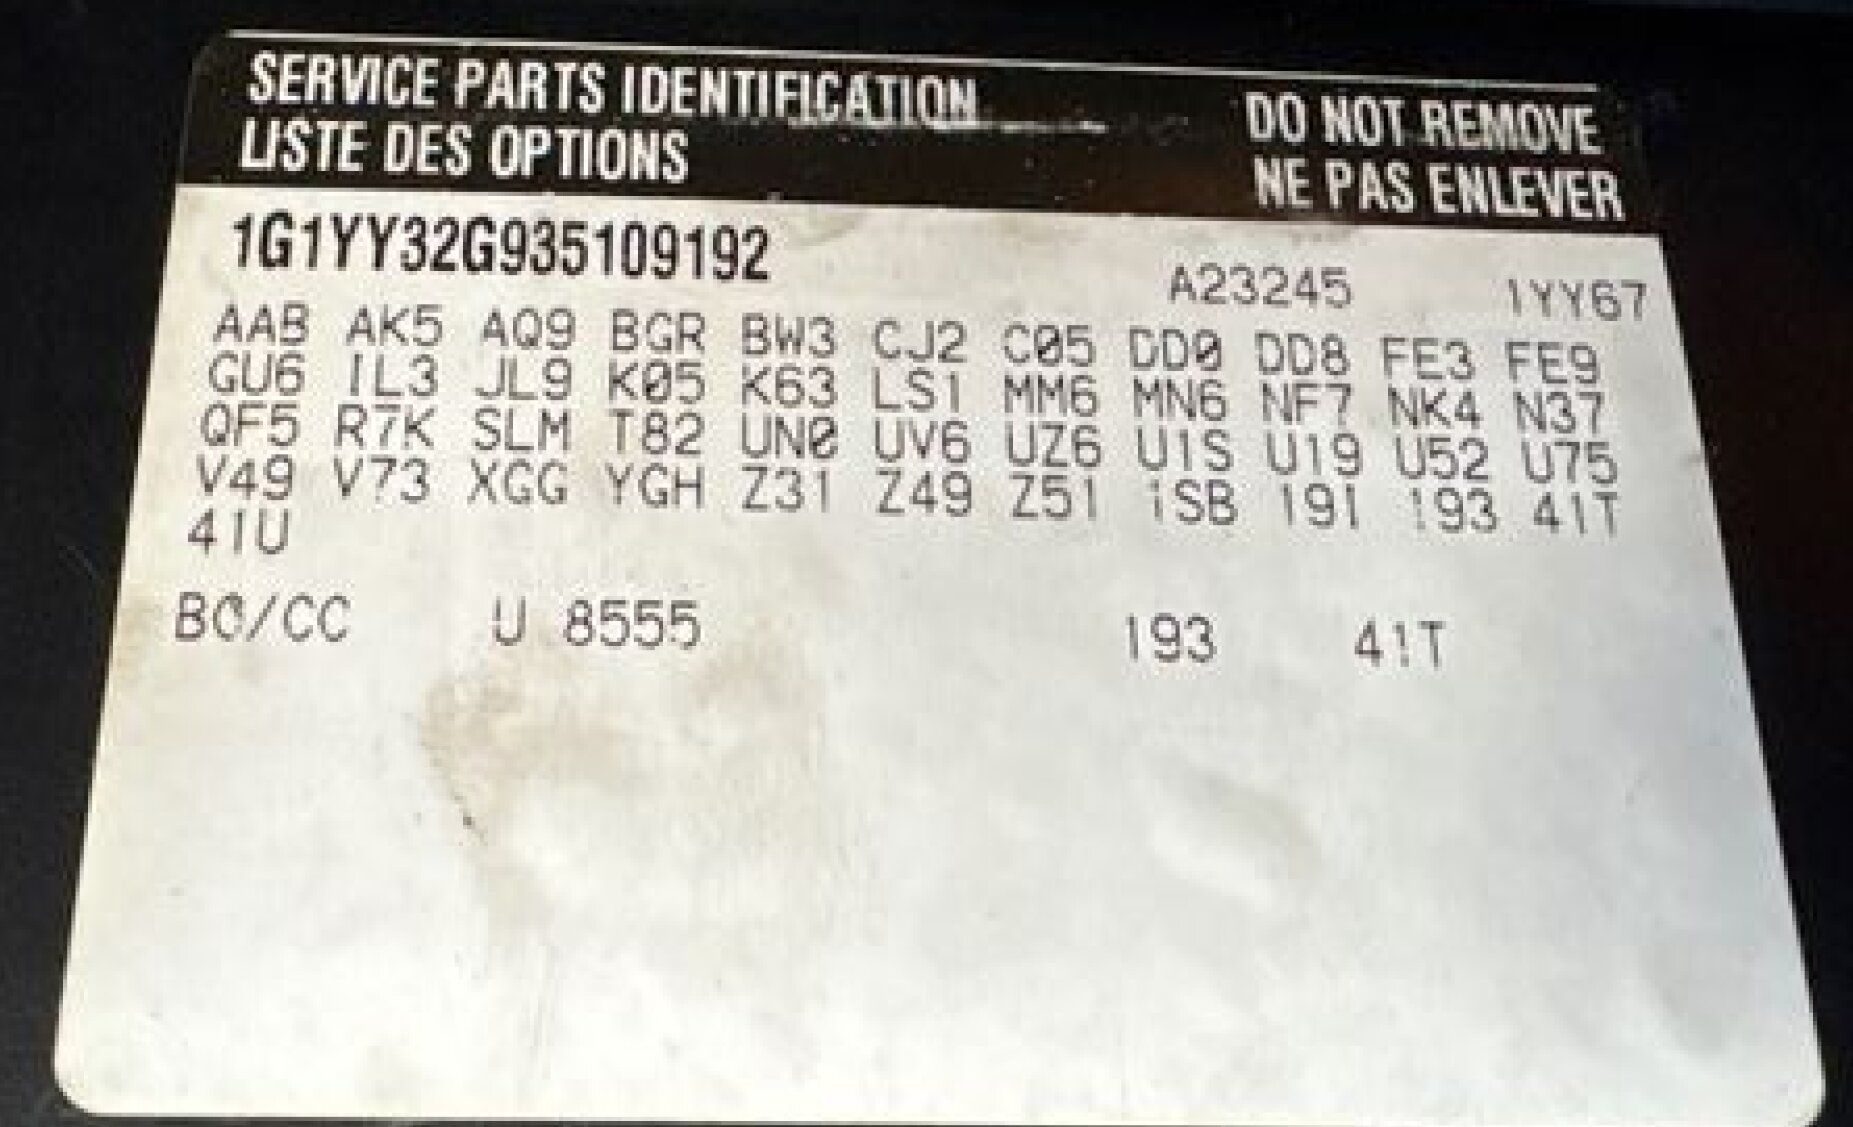 SERVICE PARTS IDENTIFICATION DO NOT REMOVE
LISTE DES OPTIONS NE PAS ENLEVER
1G1YY32G935109192 A23245 1YY67
AAB AK5 AQ9 BGR BW3 CJ2 C05 DD0 DD8 FE3 FE9
GU6 IL3 JL9 K05 K63 LS1 MM6 MN6 NF7 NK4 N37
QF5 R7K SLM T82 UN0 UV6 UZ6 U1S U19 U52 U75
V49 V73 XGG YGH Z31 Z49 Z51 1SB 19I 193 41T
41U
BC/CC U 8555 193 41T